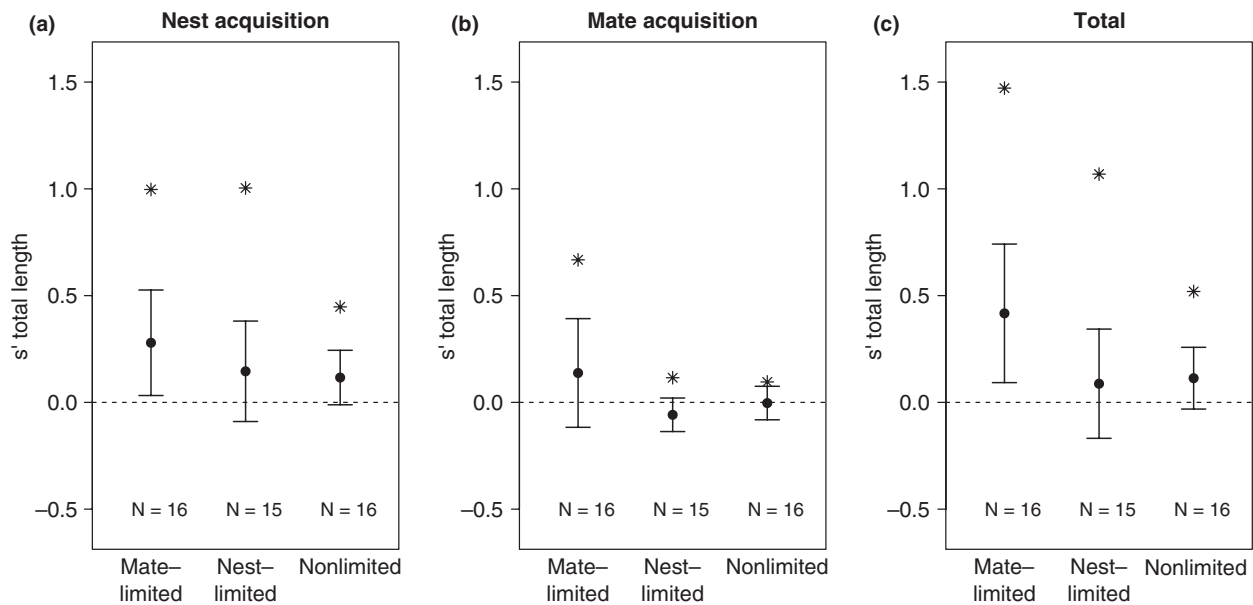 (a)
Nest acquisition
s' total length
1.5
1.0
0.5
0.0
–0.5
N = 16
N = 15
N = 16
Mate–
limited
Nest–
limited
Nonlimited
(b)
Mate acquisition
s' total length
1.5
1.0
0.5
0.0
–0.5
N = 16
N = 15
N = 16
Mate–
limited
Nest–
limited
Nonlimited
(c)
Total
s' total length
1.5
1.0
0.5
0.0
–0.5
N = 16
N = 15
N = 16
Mate–
limited
Nest–
limited
Nonlimited